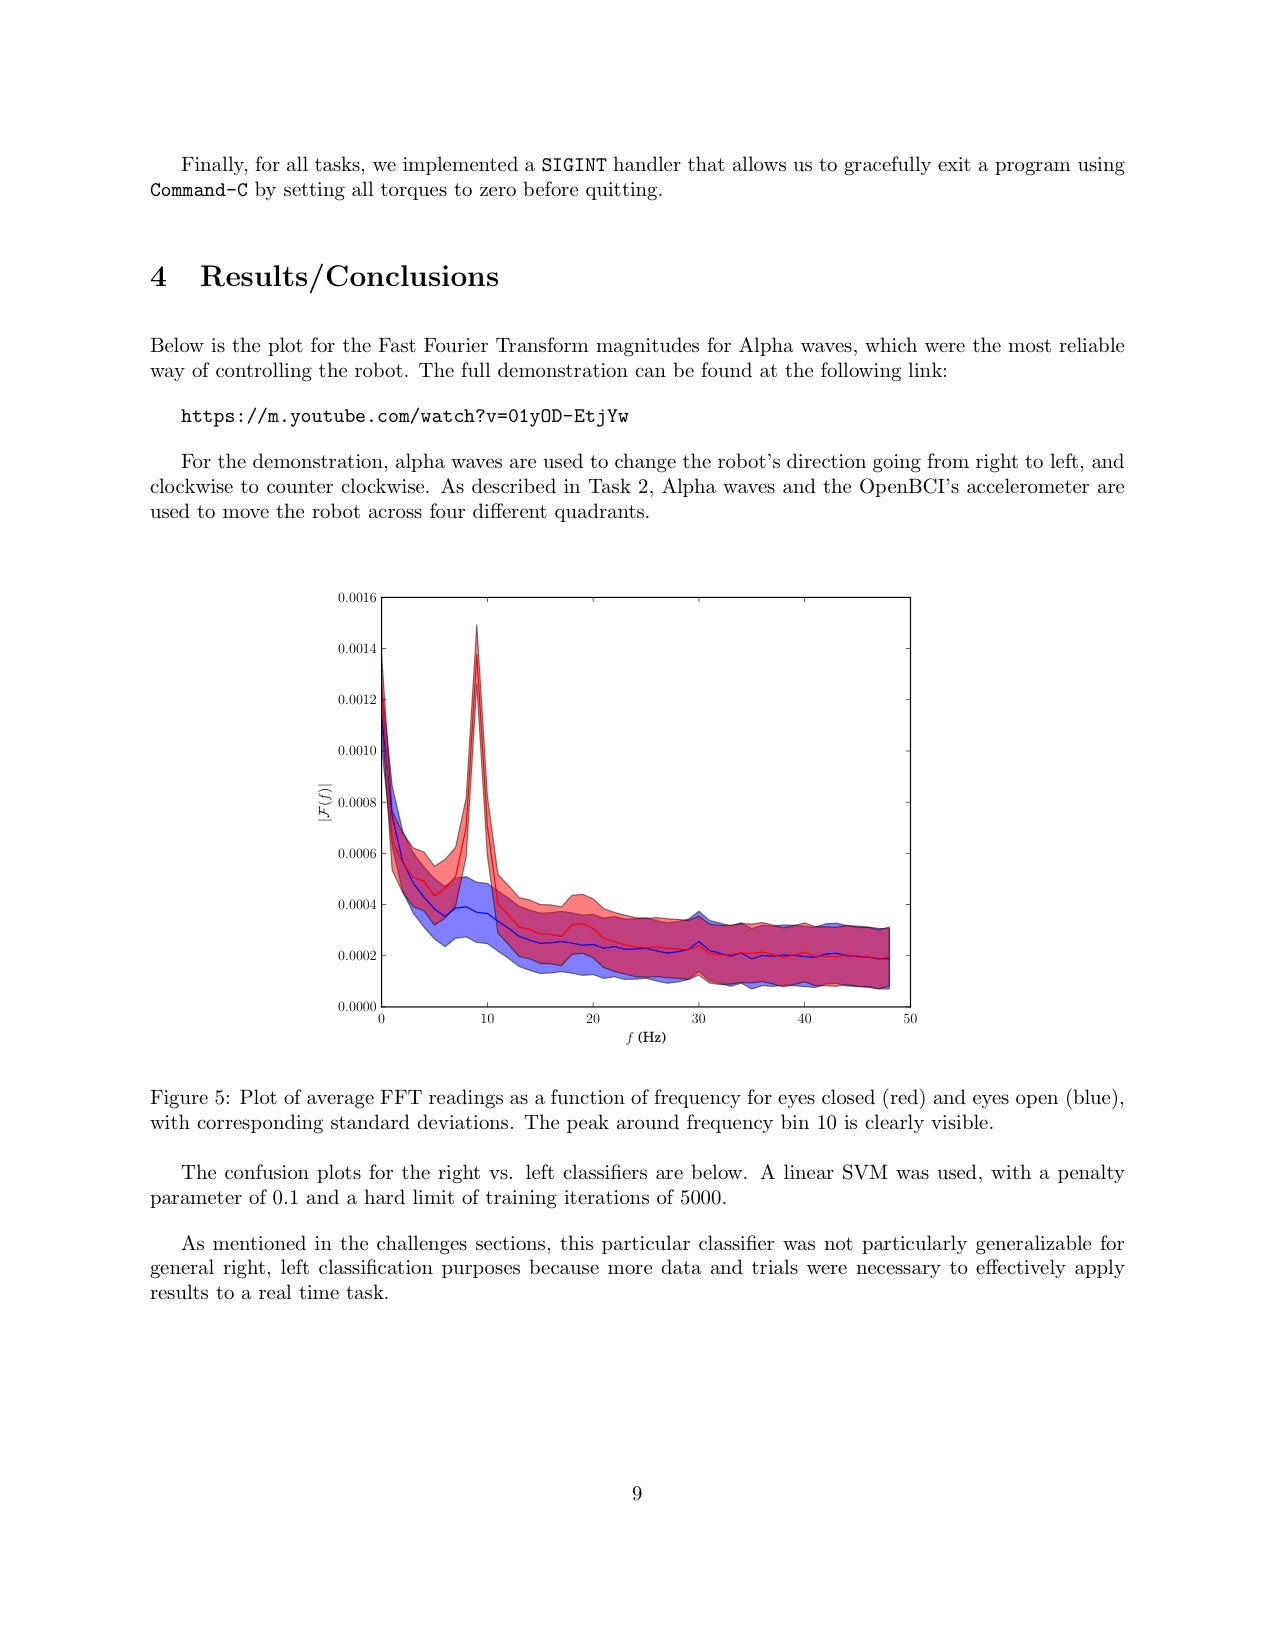 Finally, for all tasks, we implemented a SIGINT handler that allows us to gracefully exit a program using
Command-C by setting all torques to zero before quitting.
4 Results/Conclusions
Below is the plot for the Fast Fourier Transform magnitudes for Alpha waves, which were the most reliable
way of controlling the robot. The full demonstration can be found at the following link:
https://m.youtube.com/watch?v=01yOD-EtjYw
For the demonstration, alpha waves are used to change the robot's direction going from right to left, and
clockwise to counter clockwise. As described in Task 2, Alpha waves and the OpenBCI's accelerometer are
used to move the robot across four different quadrants.
0.0016
0.0014
0.0012
0.0010
0.0008
0.0006
0.0004
0.0002
0.0000
|F(f)|
0 10 20 30 40 50
f (Hz)
Figure 5: Plot of average FFT readings as a function of frequency for eyes closed (red) and eyes open (blue),
with corresponding standard deviations. The peak around frequency bin 10 is clearly visible.
The confusion plots for the right vs. left classifiers are below. A linear SVM was used, with a penalty
parameter of 0.1 and a hard limit of training iterations of 5000.
As mentioned in the challenges sections, this particular classifier was not particularly generalizable for
general right, left classification purposes because more data and trials were necessary to effectively apply
results to a real time task.
9